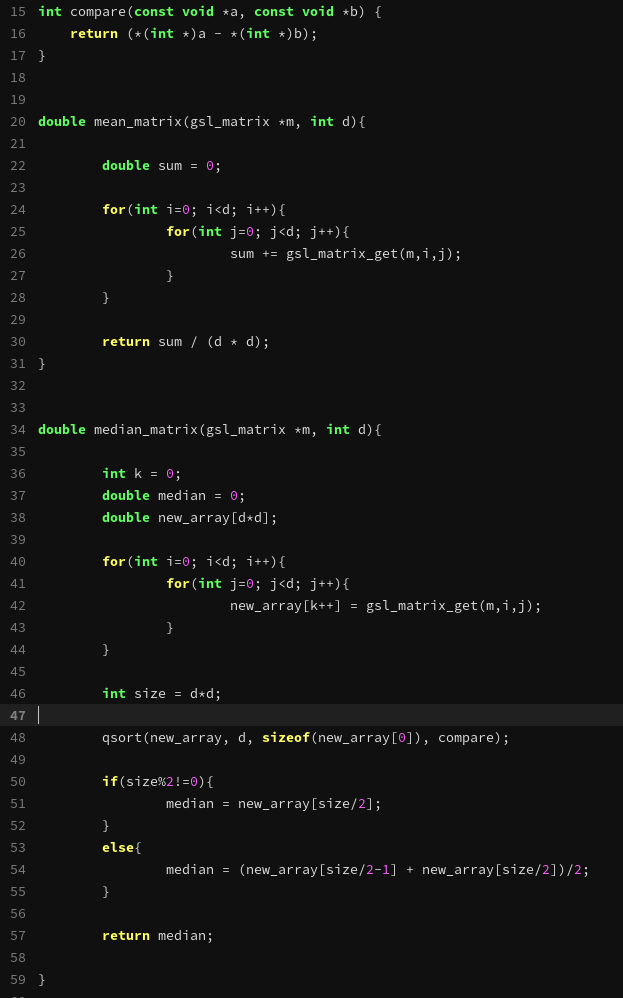 15 int compare(const void *a, const void *b) {
16     return (*(int *)a - *(int *)b);
17 }
18
19
20 double mean_matrix(gsl_matrix *m, int d){
21
22         double sum = 0;
23
24         for(int i=0; i<d; i++){
25                 for(int j=0; j<d; j++){
26                         sum += gsl_matrix_get(m,i,j);
27                 }
28         }
29
30         return sum / (d * d);
31 }
32
33
34 double median_matrix(gsl_matrix *m, int d){
35
36         int k = 0;
37         double median = 0;
38         double new_array[d*d];
39
40         for(int i=0; i<d; i++){
41                 for(int j=0; j<d; j++){
42                         new_array[k++] = gsl_matrix_get(m,i,j);
43                 }
44         }
45
46         int size = d*d;
47
48         qsort(new_array, d, sizeof(new_array[0]), compare);
49
50         if(size%2!=0){
51                 median = new_array[size/2];
52         }
53         else{
54                 median = (new_array[size/2-1] + new_array[size/2])/2;
55         }
56
57         return median;
58
59 }